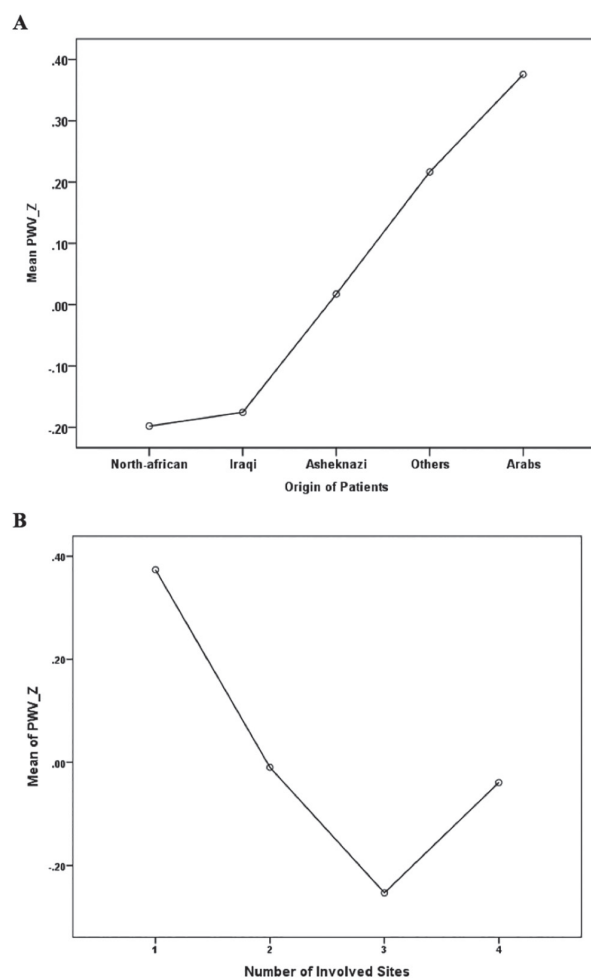 A
.40
.30
.20
.10
.00
-.10
-.20
Mean PWV_Z
North-african Iraqi Asheknazi Others Arabs
Origin of Patients
B
.40
.20
.00
-.20
Mean of PWV_Z
1 2 3 4
Number of Involved Sites